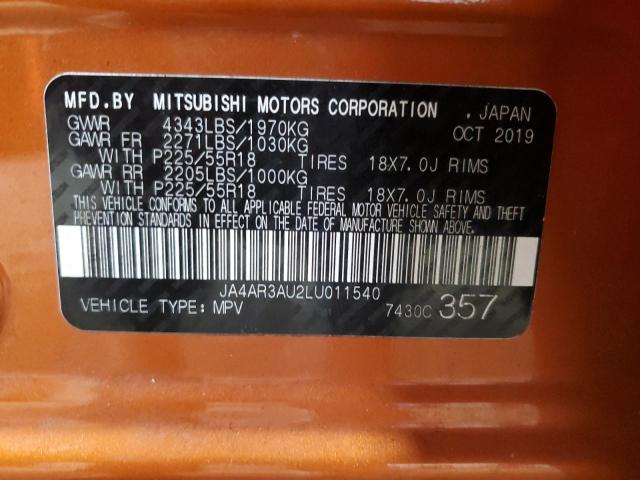 MFD.BY MITSUBISHI MOTORS CORPORATION , JAPAN
GVWR 4343LBS/1970KG OCT 2019
GAWR FR 2271LBS/1030KG
WITH P225/55R18 TIRES 18X7.0J RIMS
GAWR RR 2205LBS/1000KG
WITH P225/55R18 TIRES 18X7.0J RIMS
THIS VEHICLE CONFORMS TO ALL APPLICABLE FEDERAL MOTOR VEHICLE SAFETY AND THEFT
PREVENTION STANDARDS IN EFFECT ON THE DATE OF MANUFACTURE SHOWN ABOVE.
JA4AR3AU2LU011540
VEHICLE TYPE: MPV 7430C 357